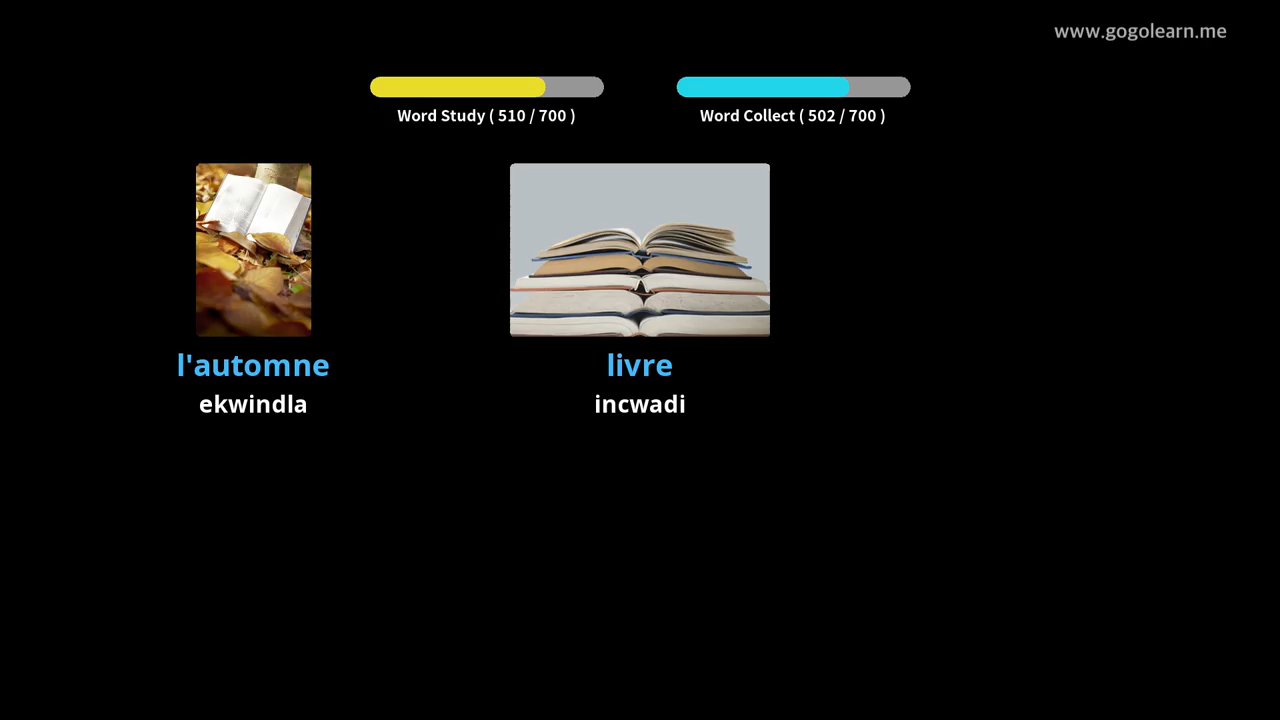 www.gogolearn.me
Word Study ( 510 / 700 )
Word Collect ( 502 / 700 )
l'automne
ekwindla
livre
incwadi